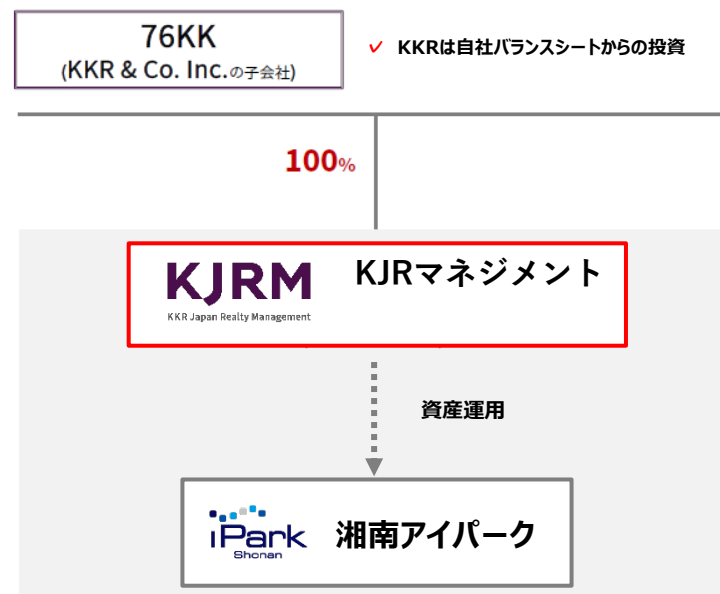 76KK
(KKR & Co. Inc.の子会社)
✓ KKRは自社バランスシートからの投資
100%
KJRM
KKR Japan Realty Management
KJRマネジメント
資産運用
iPark
Shonan
湘南アイパーク